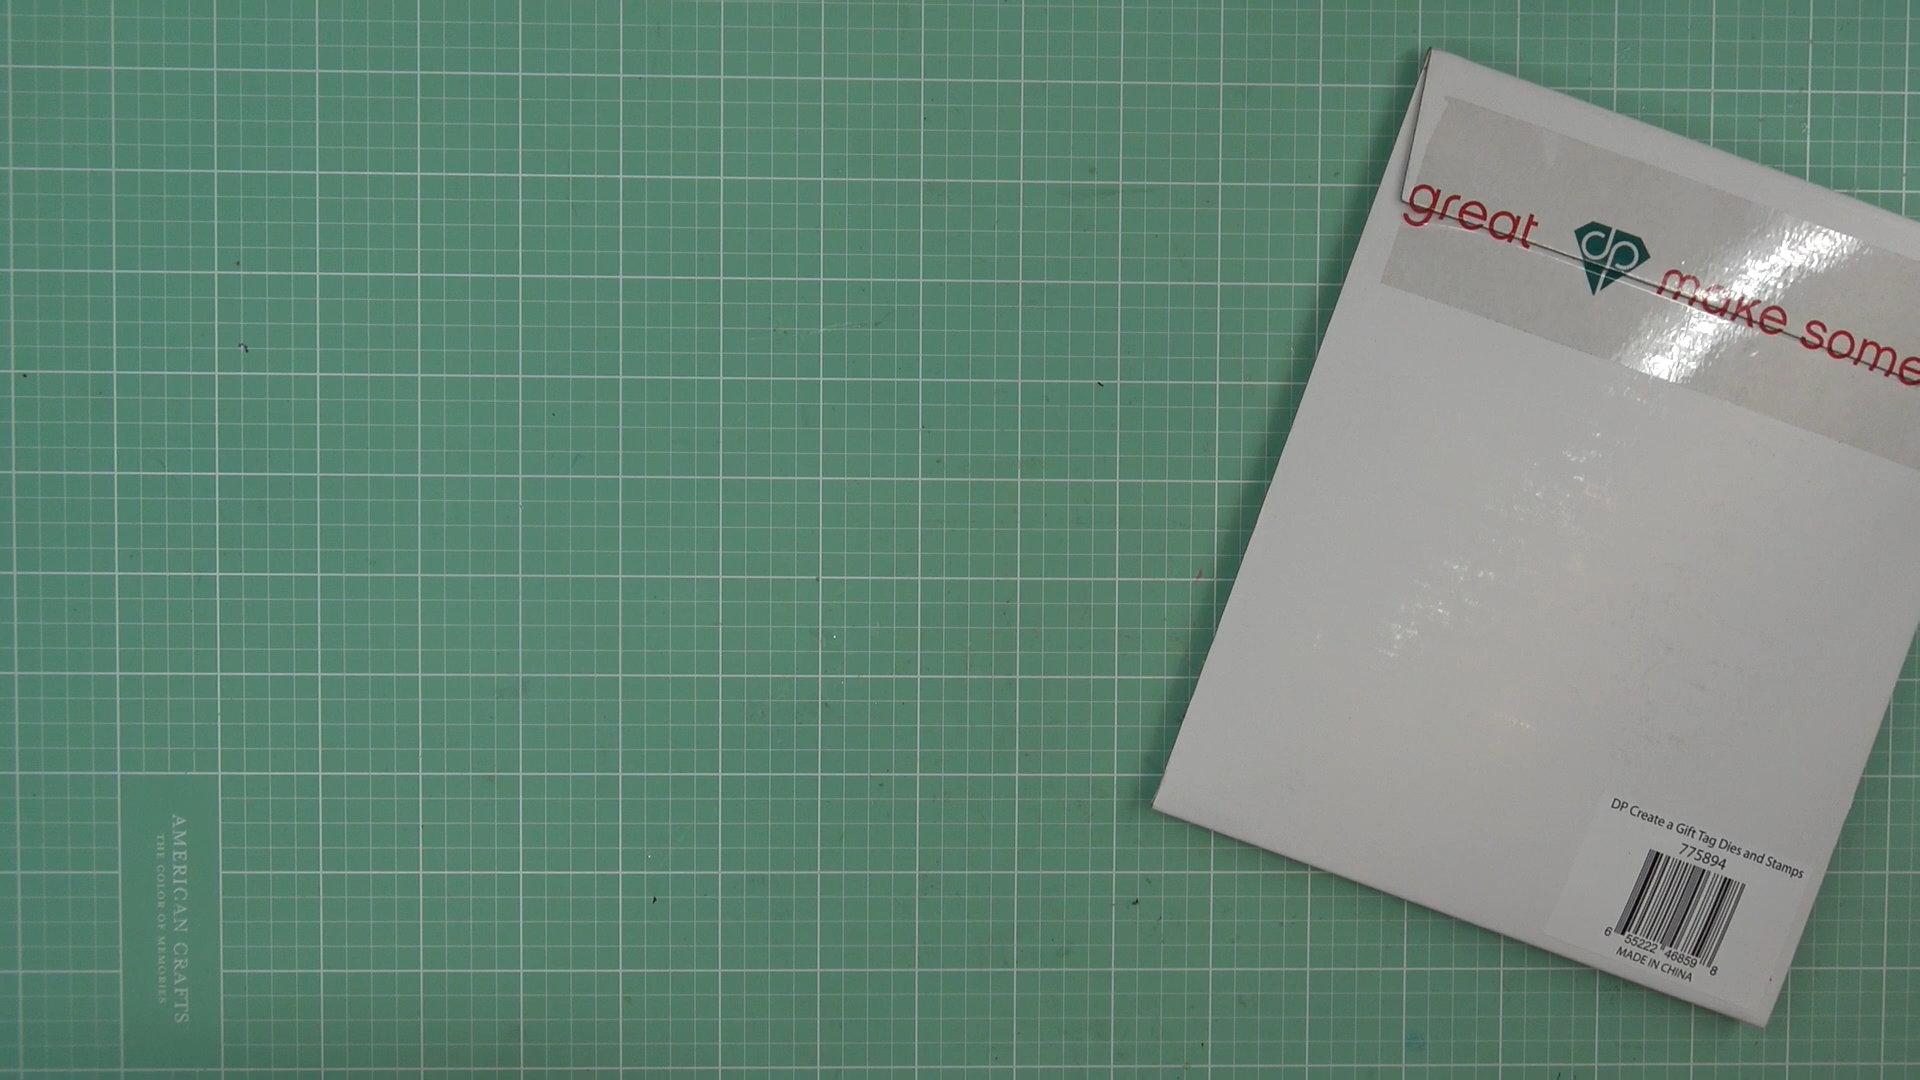 great dp make some
DP Create a Gift Tag Dies and Stamps
775894
6 55222 46859 8
MADE IN CHINA
AMERICAN CRAFTS
THE COLOR OF MEMORIES